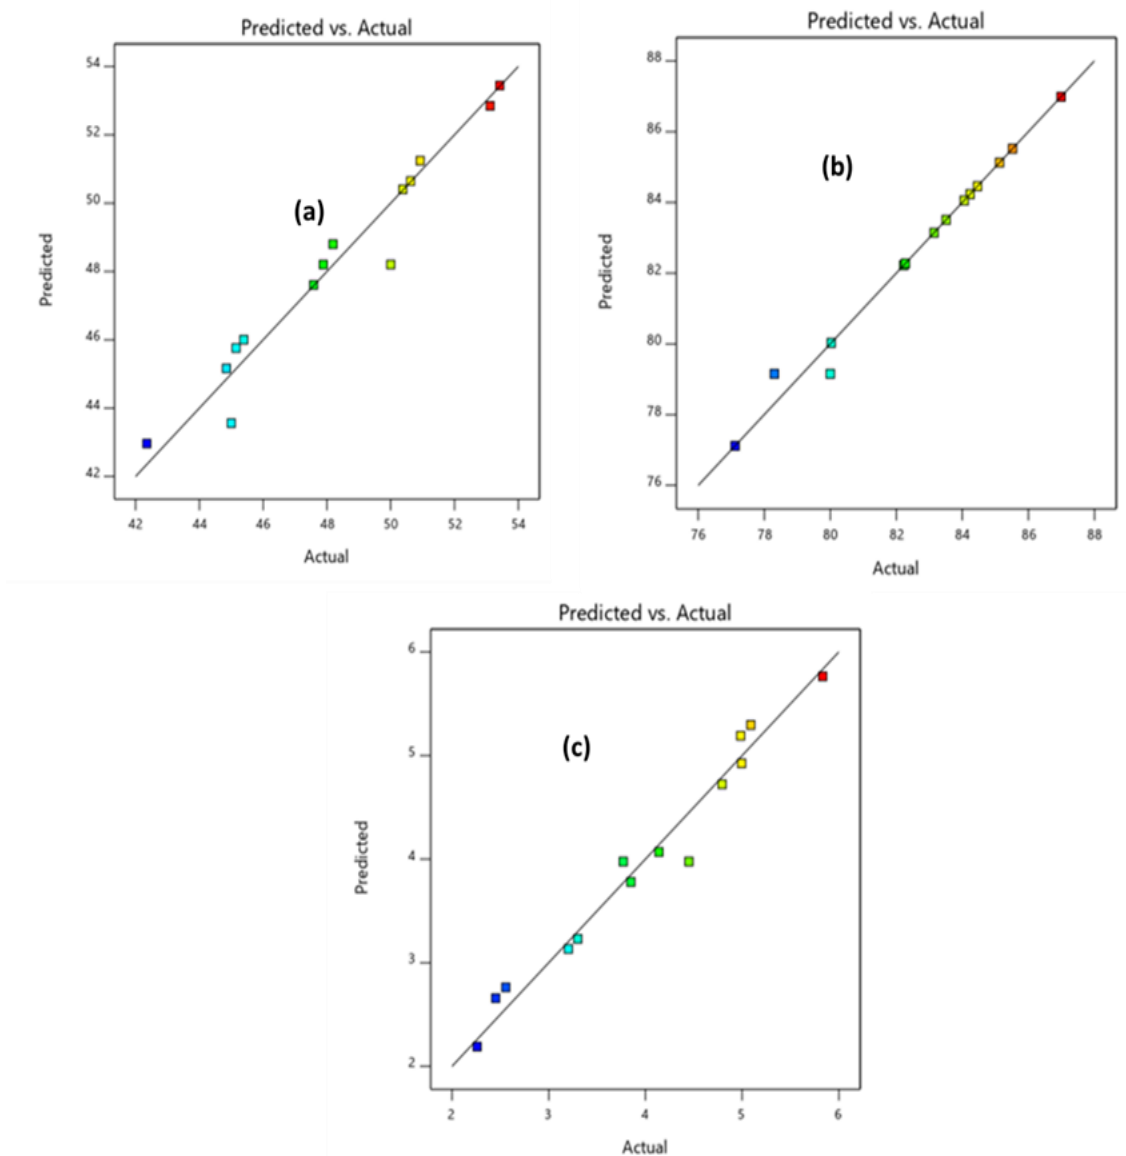 Predicted vs. Actual
54
52
50
48
46
44
42
Predicted
(a)
42 44 46 48 50 52 54
Actual
Predicted vs. Actual
88
86
84
82
80
78
76
Predicted
(b)
76 78 80 82 84 86 88
Actual
Predicted vs. Actual
6
5
4
3
2
Predicted
(c)
2 3 4 5 6
Actual